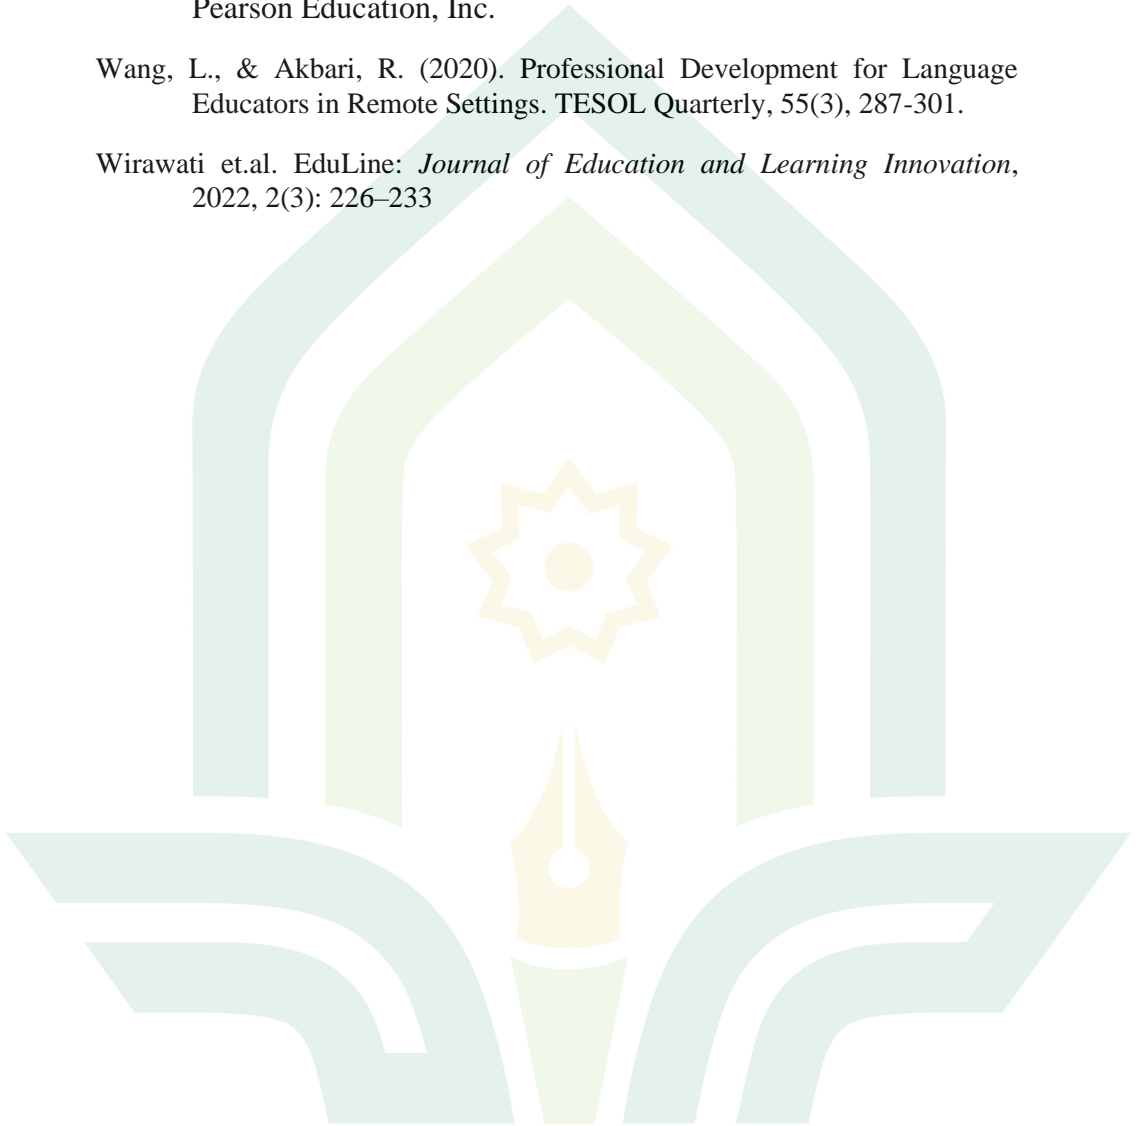 Pearson Education, Inc.
Wang, L., & Akbari, R. (2020). Professional Development for Language
Educators in Remote Settings. TESOL Quarterly, 55(3), 287-301.
Wirawati et.al. EduLine: Journal of Education and Learning Innovation,
2022, 2(3): 226–233